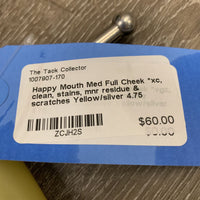 The Tack Collector
1007907-170
Happy Mouth Med Full Cheek *xc,
clean, stains, mnr residue &
scratches Yellow/silver 4.75
ZCJH2S
$60.00